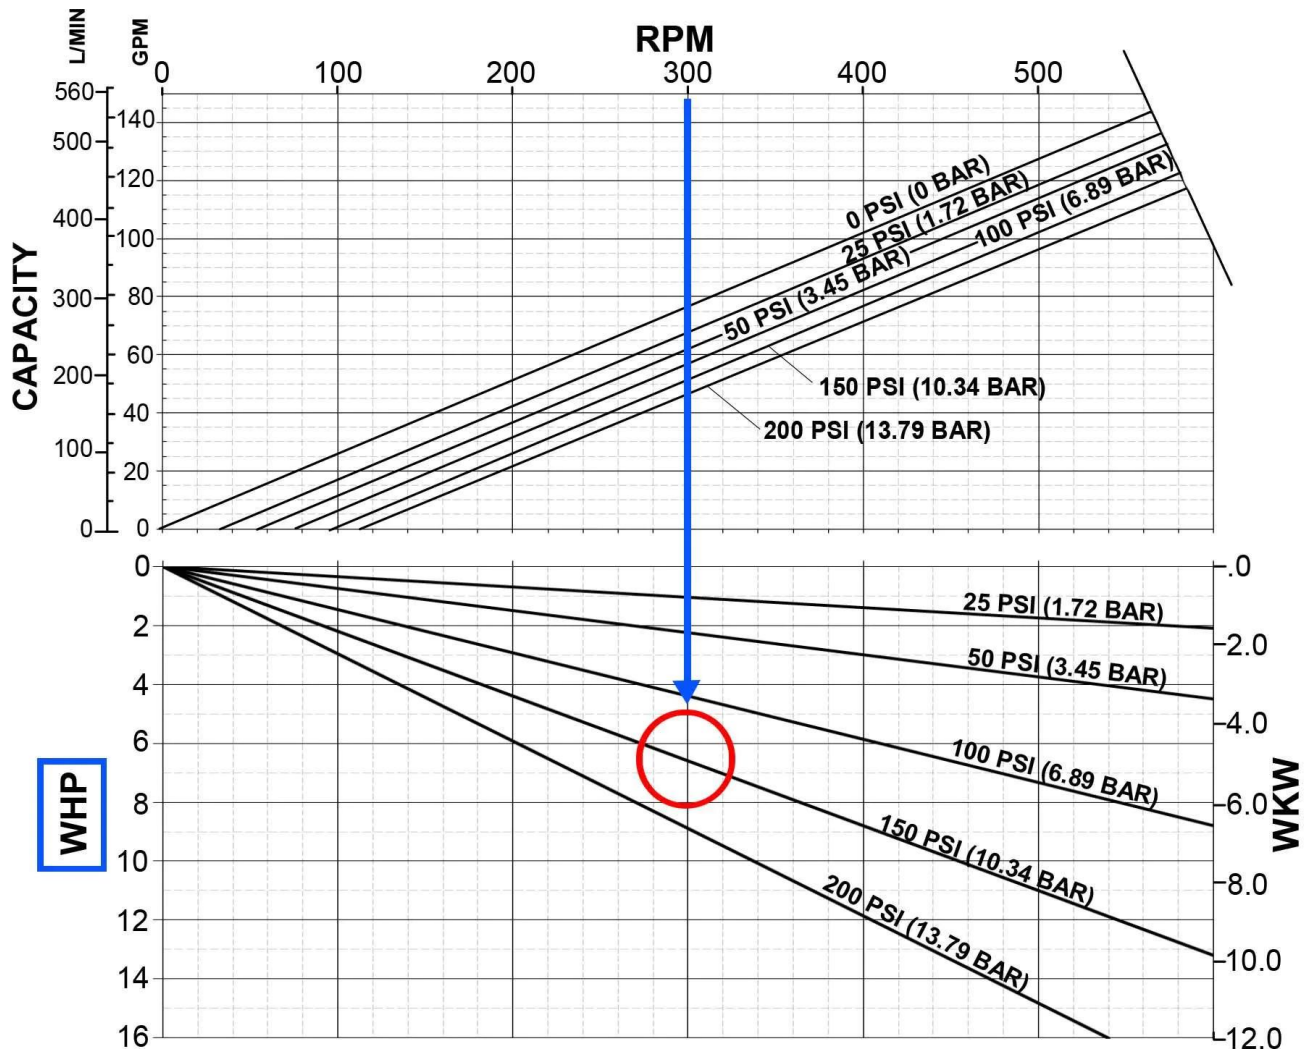 L/MIN
GPM
RPM
0 100 200 300 400 500
560
500
400
300
200
100
0
140
120
100
80
60
40
20
0
CAPACITY
0 PSI (0 BAR)
25 PSI (1.72 BAR)
50 PSI (3.45 BAR)
100 PSI (6.89 BAR)
150 PSI (10.34 BAR)
200 PSI (13.79 BAR)
0
2
4
6
8
10
12
14
16
WHP
25 PSI (1.72 BAR)
50 PSI (3.45 BAR)
100 PSI (6.89 BAR)
150 PSI (10.34 BAR)
200 PSI (13.79 BAR)
.0
2.0
4.0
6.0
8.0
10.0
12.0
WKW